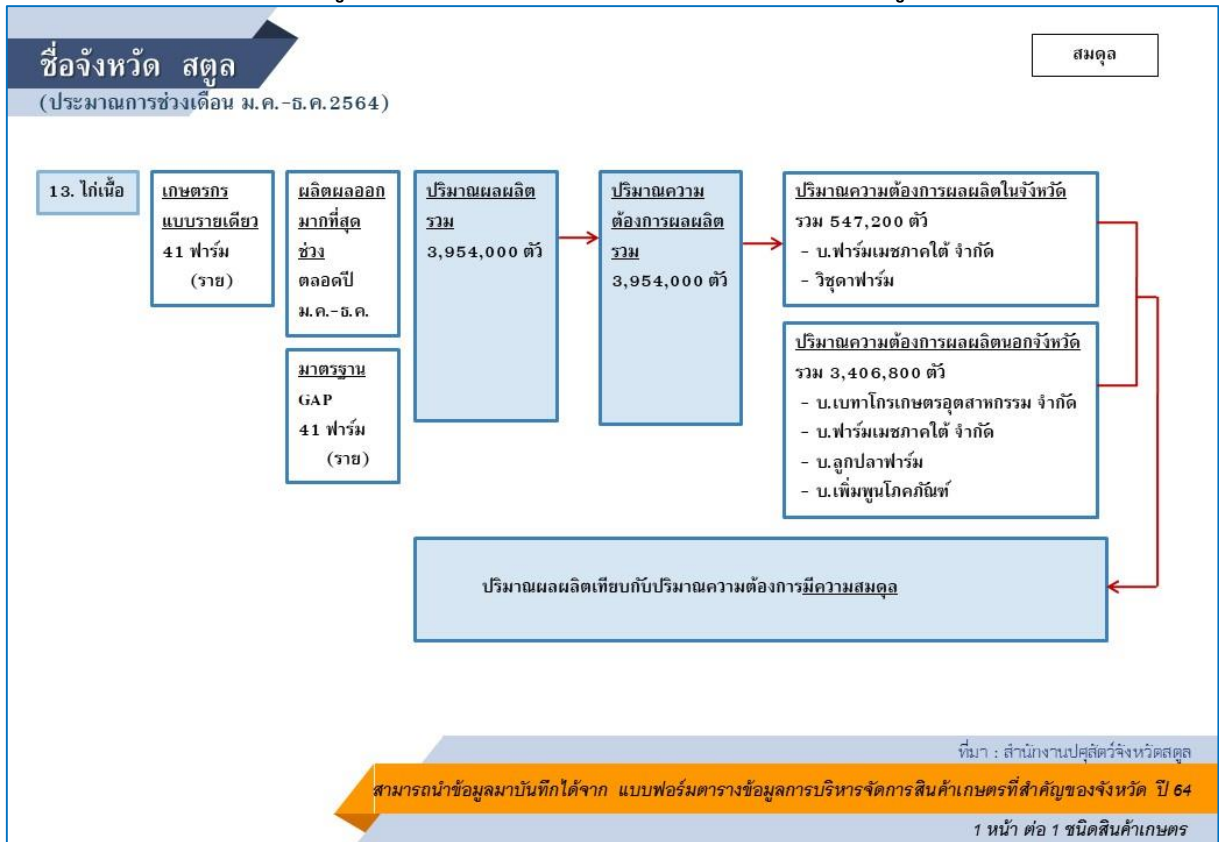 ชื่อจังหวัด สตูล
สมดุล
(ประมาณการช่วงเดือน ม.ค.-ธ.ค.2564)
13. ไก่เนื้อ
เกษตรกร
แบบรายเดียว
41 ฟาร์ม
(ราย)
ผลิตผลออก
มากที่สุด
ช่วง
ตลอดปี
ม.ค.-ธ.ค.
มาตรฐาน
GAP
41 ฟาร์ม
(ราย)
ปริมาณผลผลิต
รวม
3,954,000 ตัว
ปริมาณความ
ต้องการผลผลิต
รวม
3,954,000 ตัว
ปริมาณความต้องการผลผลิตในจังหวัด
รวม 547,200 ตัว
- บ.ฟาร์มเมชภาคใต้ จำกัด
- วิชุดาฟาร์ม
ปริมาณความต้องการผลผลิตนอกจังหวัด
รวม 3,406,800 ตัว
- บ.เบทาโกรเกษตรอุตสาหกรรม จำกัด
- บ.ฟาร์มเมชภาคใต้ จำกัด
- บ.ลูกปลาฟาร์ม
- บ.เพิ่มพูนโภคภัณฑ์
ปริมาณผลผลิตเทียบกับปริมาณความต้องการมีความสมดุล
ที่มา : สำนักงานปศุสัตว์จังหวัดสตูล
สามารถนำข้อมูลมาบันทึกได้จาก แบบฟอร์มตารางข้อมูลการบริหารจัดการสินค้าเกษตรที่สำคัญของจังหวัด ปี 64
1 หน้า ต่อ 1 ชนิดสินค้าเกษตร